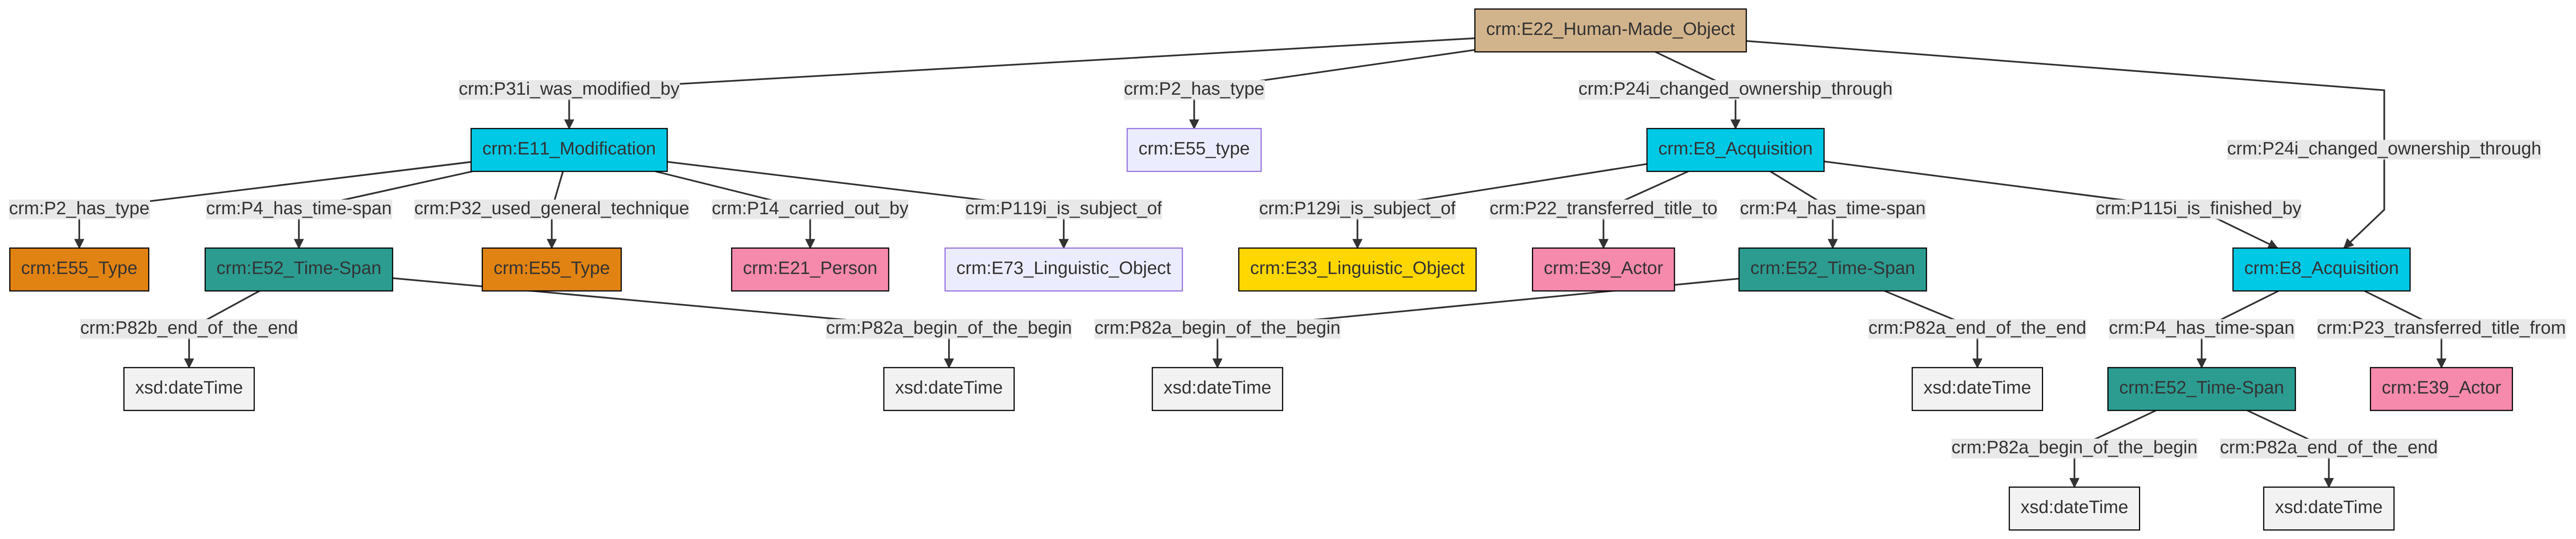 crm:E22_Human-Made_Object
crm:P31i_was_modified_by
crm:P2_has_type
crm:P24i_changed_ownership_through
crm:E11_Modification
crm:E55_type
crm:E8_Acquisition
crm:P24i_changed_ownership_through
crm:P2_has_type
crm:P4_has_time-span
crm:P32_used_general_technique
crm:P14_carried_out_by
crm:P119i_is_subject_of
crm:P129i_is_subject_of
crm:P22_transferred_title_to
crm:P4_has_time-span
crm:P115i_is_finished_by
crm:E55_Type
crm:E52_Time-Span
crm:E55_Type
crm:E21_Person
crm:E73_Linguistic_Object
crm:E33_Linguistic_Object
crm:E39_Actor
crm:E52_Time-Span
crm:E8_Acquisition
crm:P82b_end_of_the_end
crm:P82a_begin_of_the_begin
crm:P82a_begin_of_the_begin
crm:P82a_end_of_the_end
crm:P4_has_time-span
crm:P23_transferred_title_from
xsd:dateTime
xsd:dateTime
xsd:dateTime
xsd:dateTime
crm:E52_Time-Span
crm:E39_Actor
crm:P82a_begin_of_the_begin
crm:P82a_end_of_the_end
xsd:dateTime
xsd:dateTime